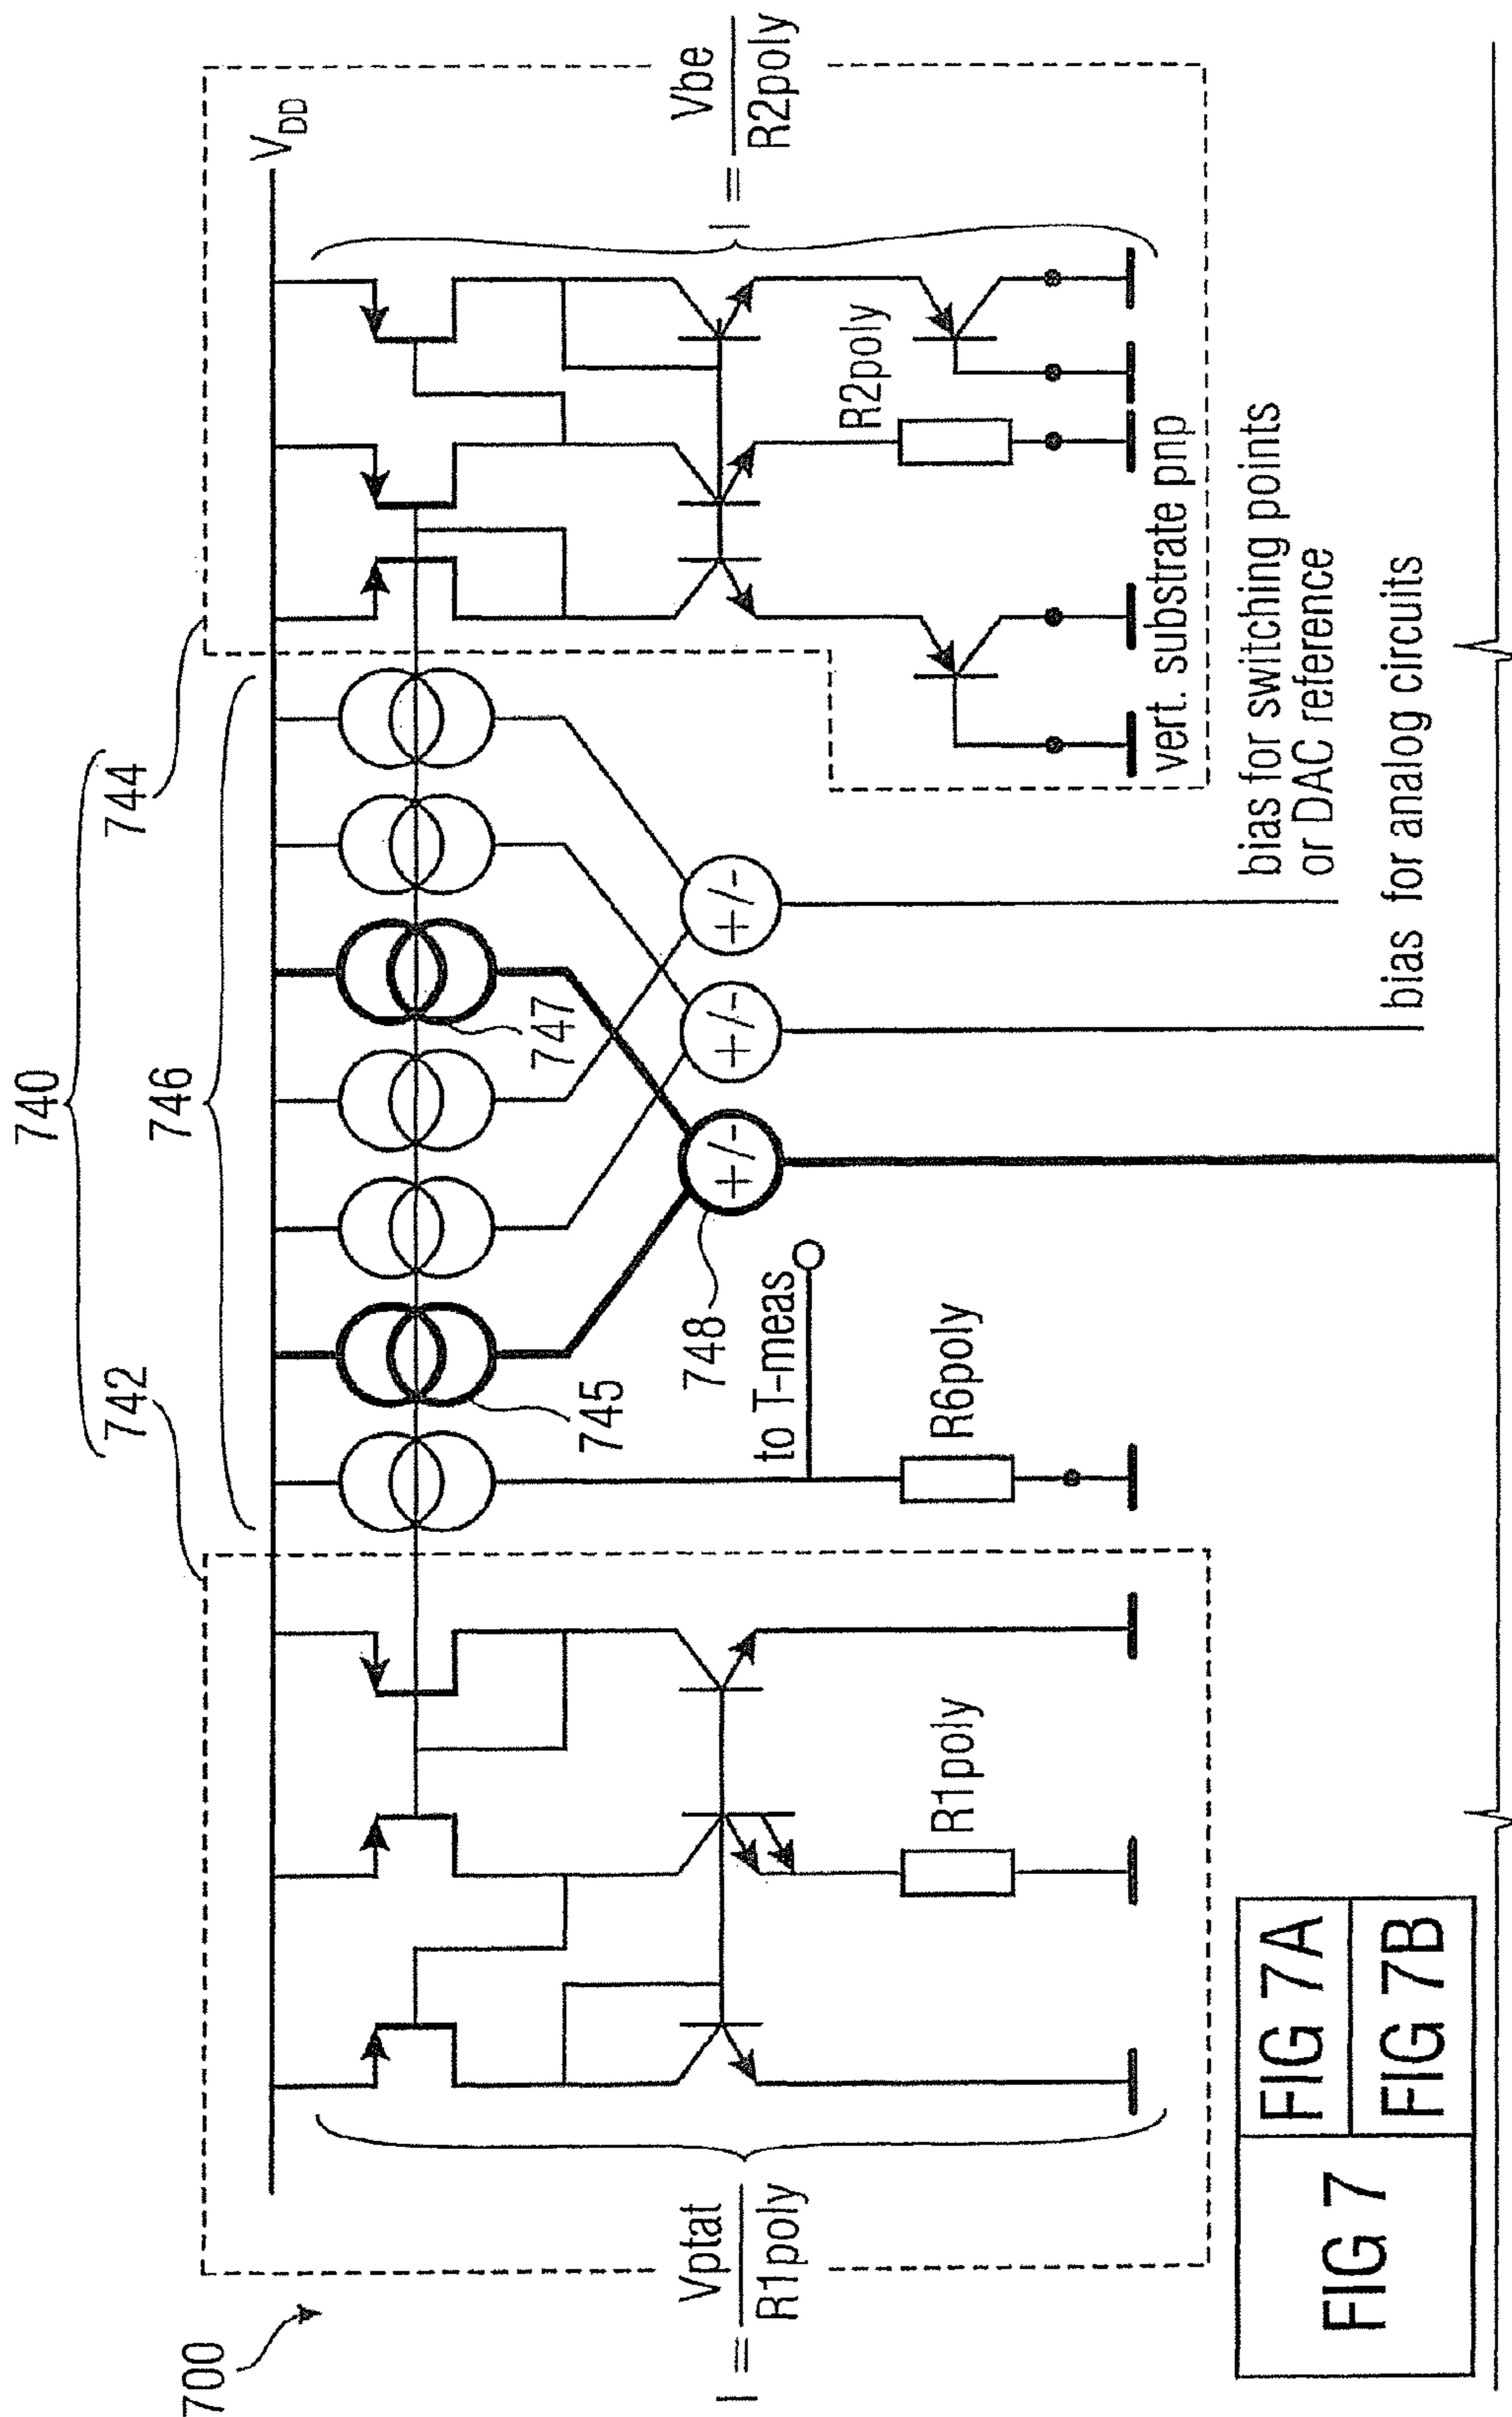 740
742
744
746
700
V_DD
745
747
748
+/-
+/-
+/-
to T-meas
I = Vptat
R1poly
R1poly
R6poly
R2poly
I = Vbe
R2poly
vert. substrate pnp
bias for switching points
or DAC reference
bias for analog circuits
FIG 7
FIG 7A
FIG 7B